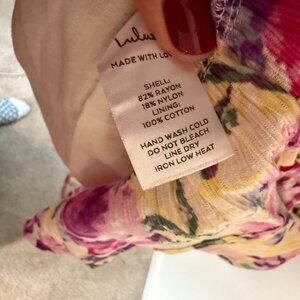 MADE WITH LOVE
SHELL:
82% RAYON
18% NYLON
LINING:
100% COTTON
HAND WASH COLD
DO NOT BLEACH
LINE DRY
IRON LOW HEAT